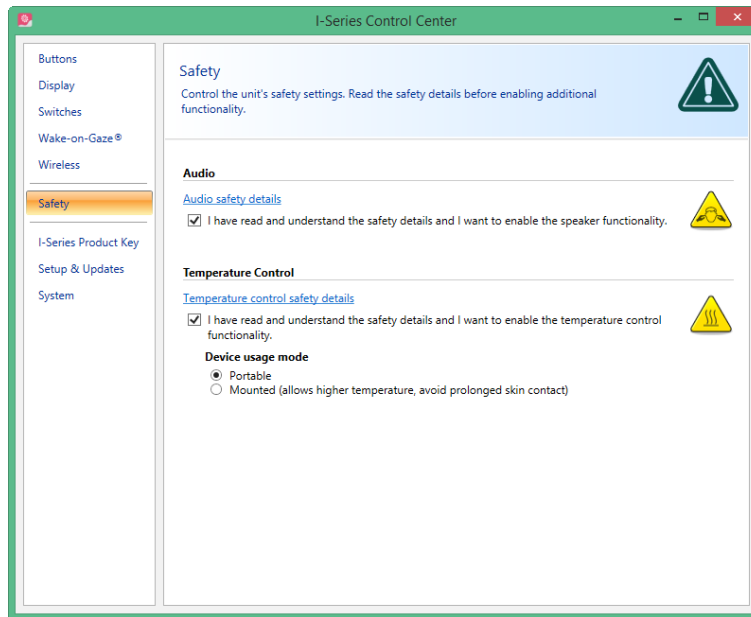 I-Series Control Center
Buttons
Display
Switches
Wake-on-Gaze®
Wireless
Safety
I-Series Product Key
Setup & Updates
System
Safety
Control the unit's safety settings. Read the safety details before enabling additional
functionality.
Audio
Audio safety details
I have read and understand the safety details and I want to enable the speaker functionality.
Temperature Control
Temperature control safety details
I have read and understand the safety details and I want to enable the temperature control
functionality.
Device usage mode
Portable
Mounted (allows higher temperature, avoid prolonged skin contact)